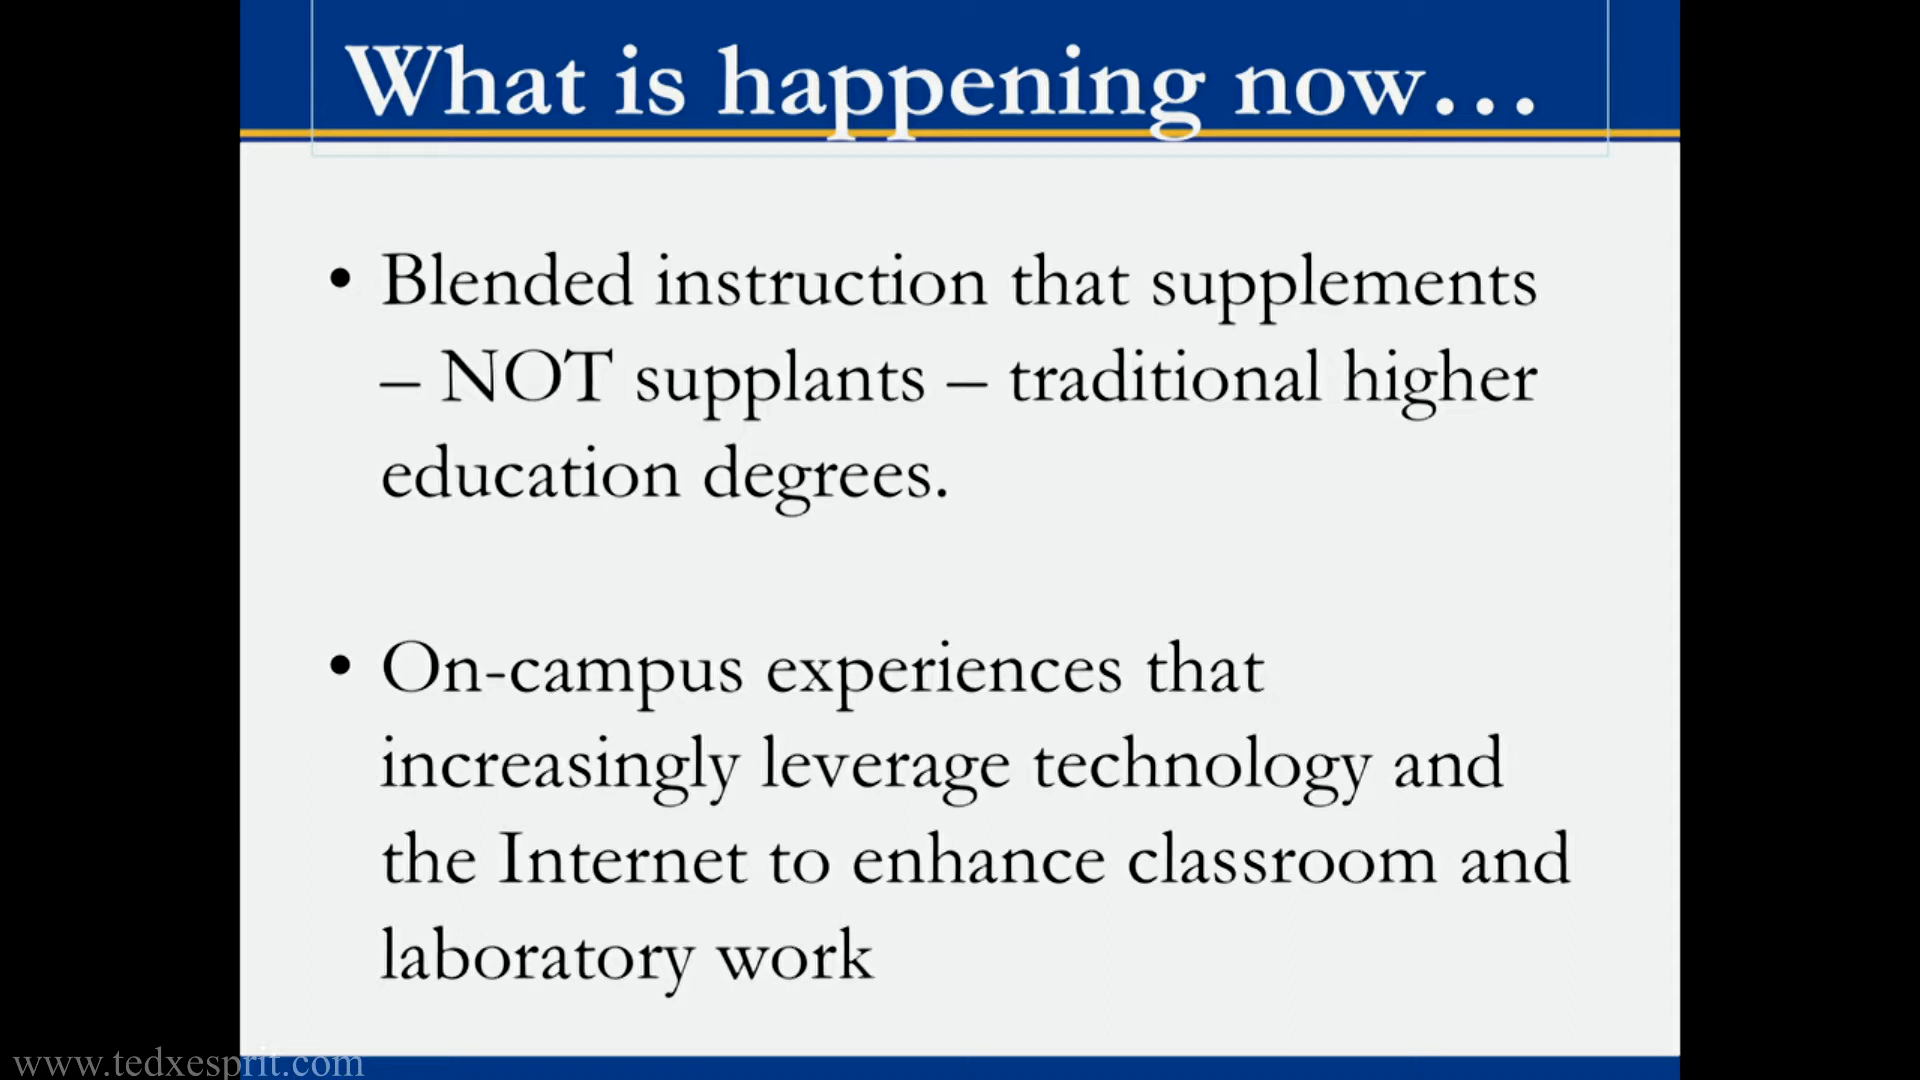 What is happening now…
• Blended instruction that supplements
– NOT supplants – traditional higher
education degrees.
• On-campus experiences that
increasingly leverage technology and
the Internet to enhance classroom and
laboratory work
www.tedxesprit.com